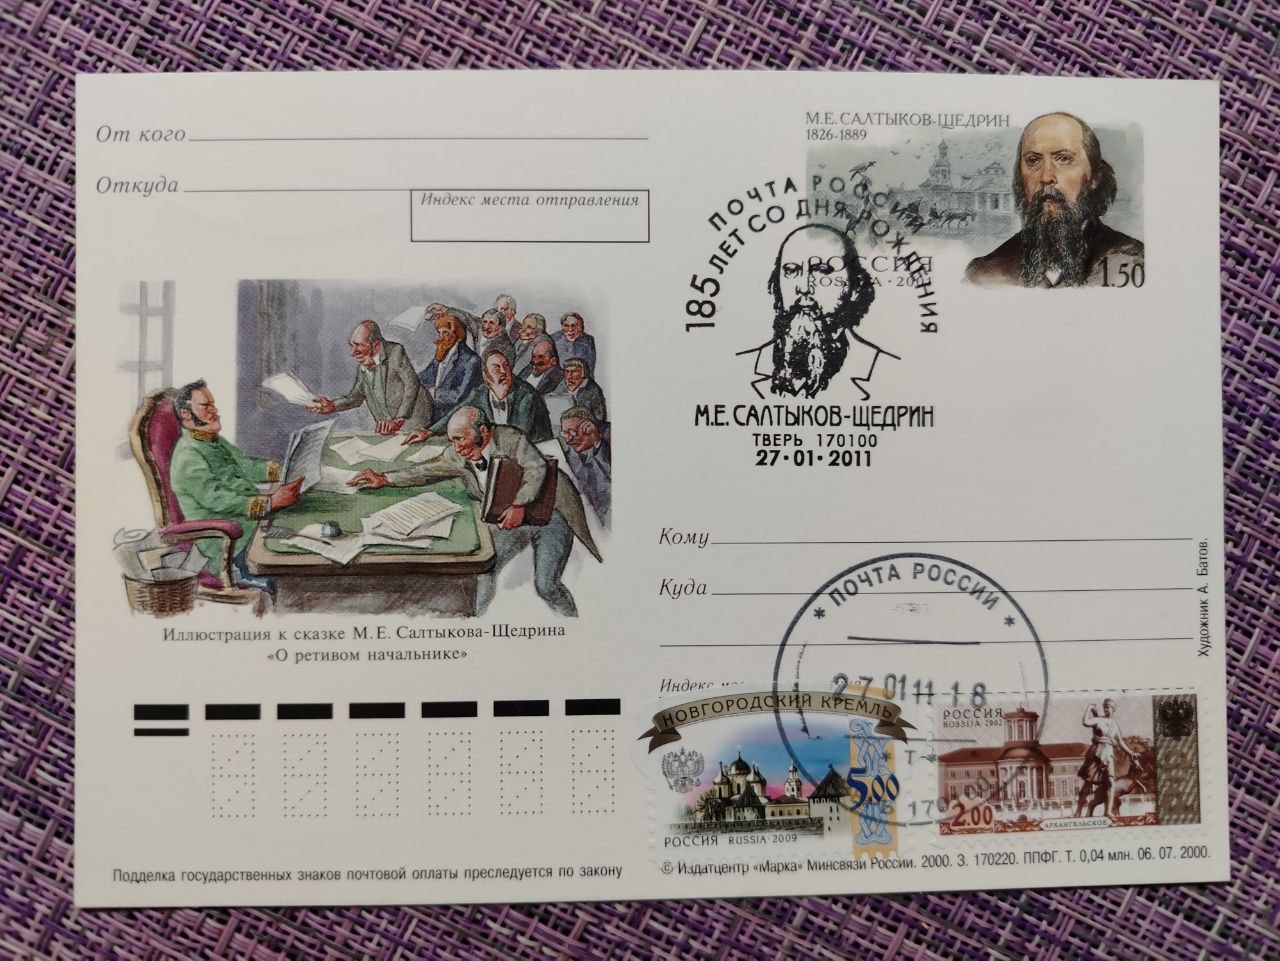 От кого
Откуда
Индекс места отправления
М.Е. САЛТЫКОВ-ЩЕДРИН
1826-1889
РОССИЯ
1.50
ПОЧТА РОССИИ
185 ЛЕТ СО ДНЯ РОЖДЕНИЯ
М.Е. САЛТЫКОВ-ЩЕДРИН
ТВЕРЬ 170100
27·01·2011
Иллюстрация к сказке М. Е. Салтыкова-Щедрина
«О ретивом начальнике»
Кому
Куда
Индекс
Художник А. Батов.
* ПОЧТА РОССИИ *
27 01 11 18
НОВГОРОДСКИЙ КРЕМЛЬ
5.00
РОССИЯ RUSSIA · 2009
РОССИЯ
ROSSIJA · 2002
2.00
АРХАНГЕЛЬСКОЕ
Подделка государственных знаков почтовой оплаты преследуется по закону
© Издатцентр «Марка» Минсвязи России. 2000. З. 170220. ППФГ. Т. 0,04 млн. 06. 07. 2000.